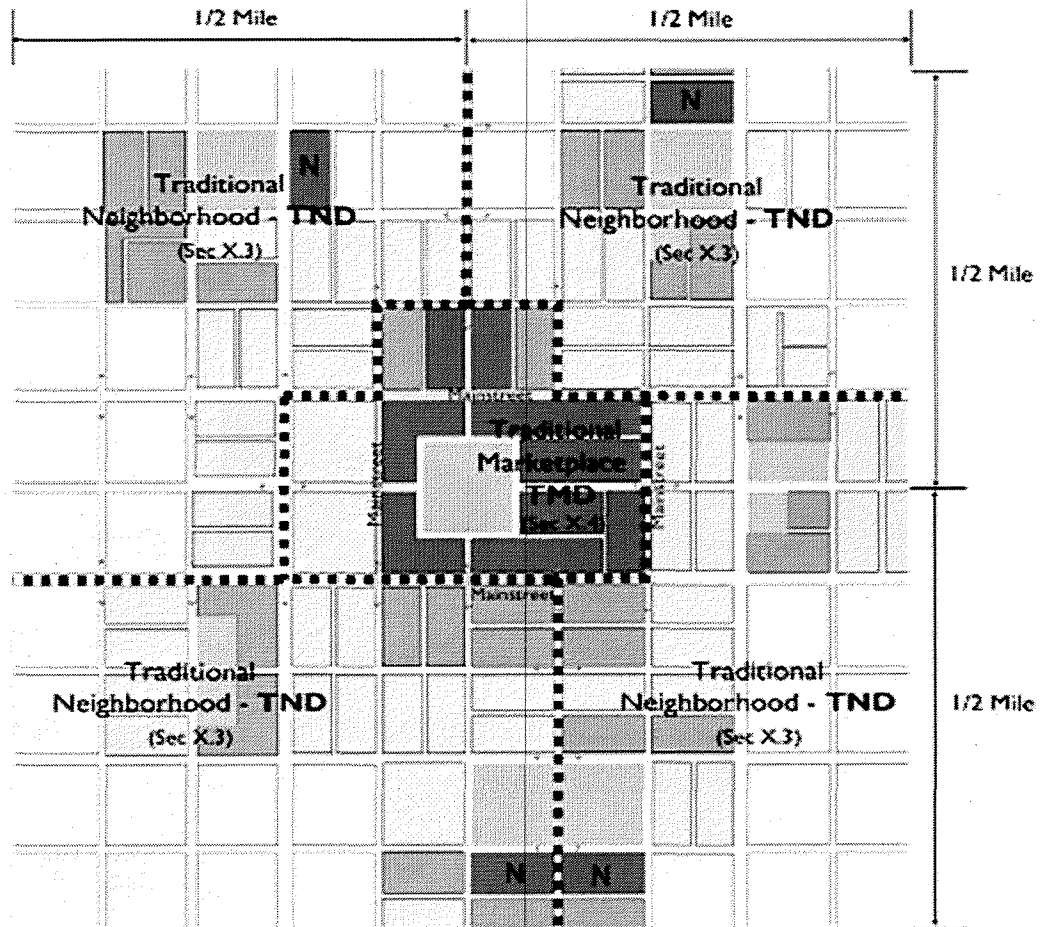 1/2 Mile
1/2 Mile
N
N
Traditional
Neighborhood - TND
(Sec X.3)
Traditional
Neighborhood - TND
(Sec X.3)
1/2 Mile
Mainstreet
Traditional
Marketplace
TMD
(Sec X.4)
Mainstreet
Mainstreet
Mainstreet
Traditional
Neighborhood - TND
(Sec X.3)
Traditional
Neighborhood - TND
(Sec X.3)
1/2 Mile
N
N